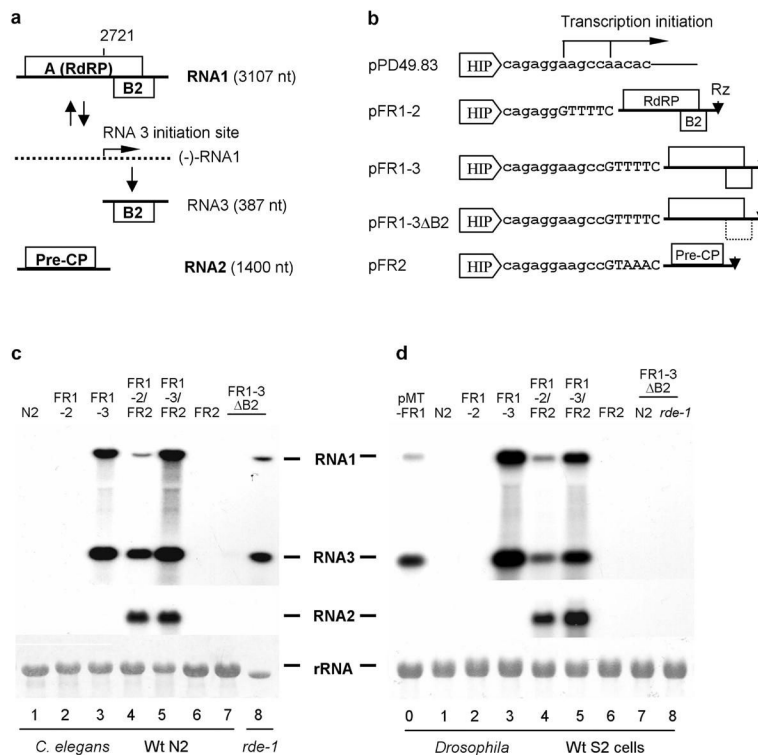 a
2721
A (RdRP)
B2
RNA1 (3107 nt)
RNA 3 initiation site
(-)-RNA1
B2
RNA3 (387 nt)
Pre-CP
RNA2 (1400 nt)
b
Transcription initiation
pPD49.83 HIP cagaggaagccaacac
pFR1-2 HIP cagaggGTTTTC RdRP B2 Rz
pFR1-3 HIP cagaggaagccGTTTTC
pFR1-3ΔB2 HIP cagaggaagccGTTTTC
pFR2 HIP cagaggaagccGTAAAC Pre-CP
c
N2
FR1 -2
FR1 -3
FR1 -2/ FR2
FR1 -3/ FR2
FR2
FR1-3 ΔB2
RNA1
RNA3
RNA2
rRNA
1 2 3 4 5 6 7 8
C. elegans Wt N2 rde-1
d
pMT -FR1
N2
FR1 -2
FR1 -3
FR1 -2/ FR2
FR1 -3/ FR2
FR2
FR1-3 ΔB2
N2 rde-1
0 1 2 3 4 5 6 7 8
Drosophila Wt S2 cells